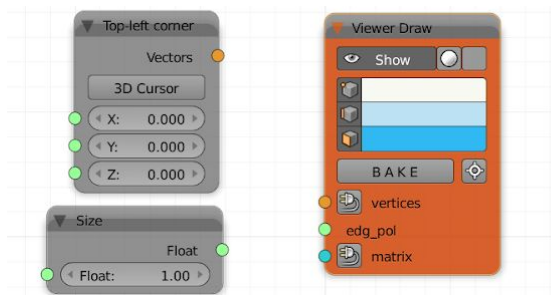 Top-left corner
Vectors
3D Cursor
X: 0.000
Y: 0.000
Z: 0.000
Size
Float
Float: 1.00
Viewer Draw
Show
BAKE
vertices
edg_pol
matrix